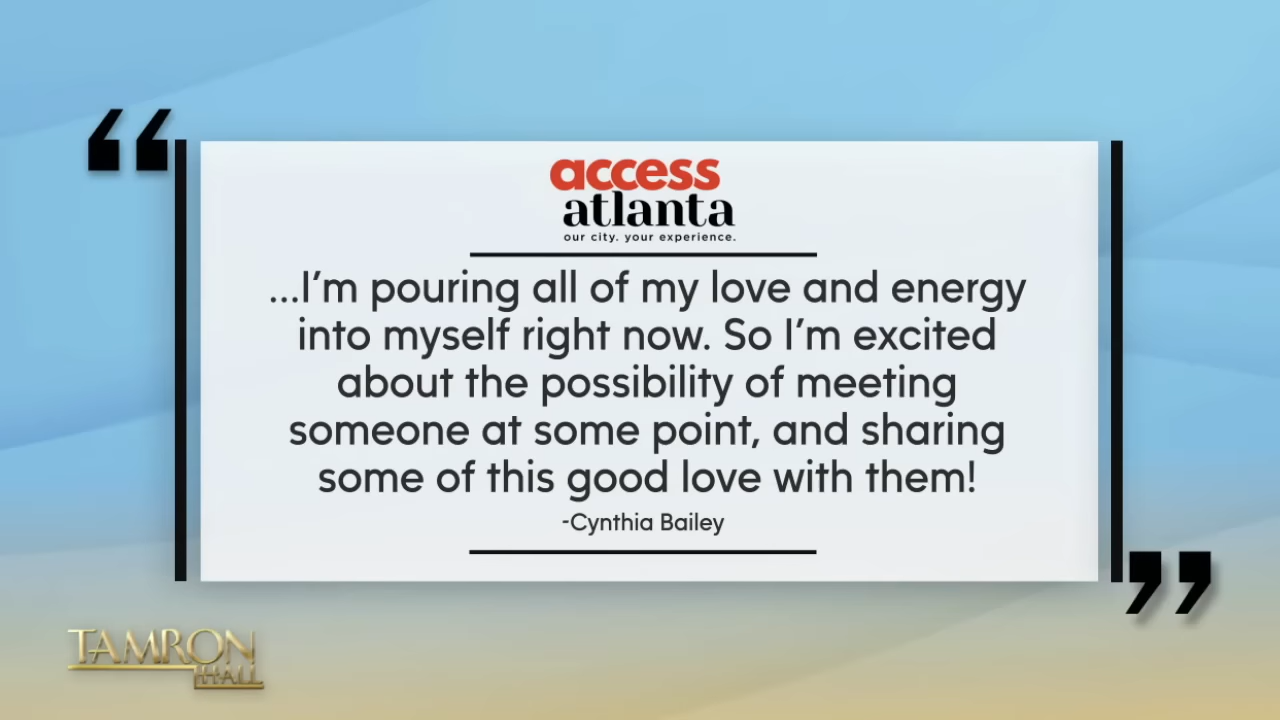 “
access
atlanta
our city. your experience.
...I’m pouring all of my love and energy
into myself right now. So I’m excited
about the possibility of meeting
someone at some point, and sharing
some of this good love with them!
-Cynthia Bailey
”
TAMRON
HALL